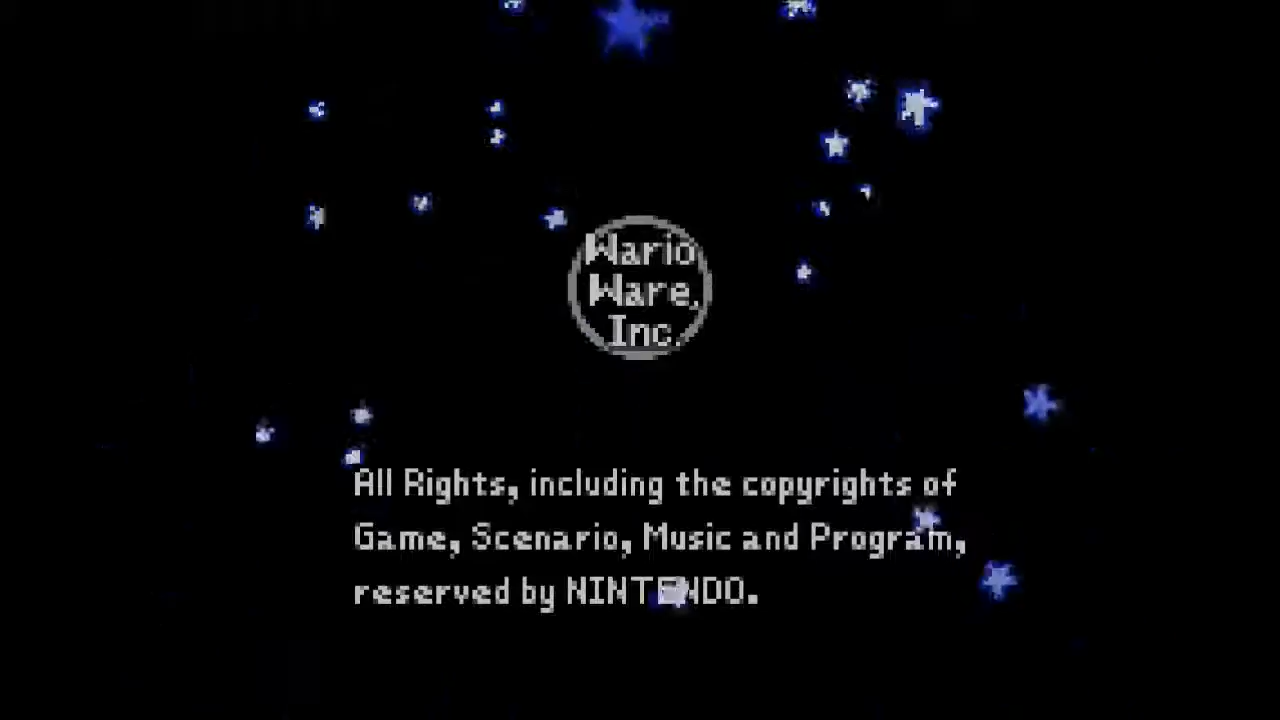 Wario
Ware,
Inc.
All Rights, including the copyrights of
Game, Scenario, Music and Program,
reserved by NINTENDO.